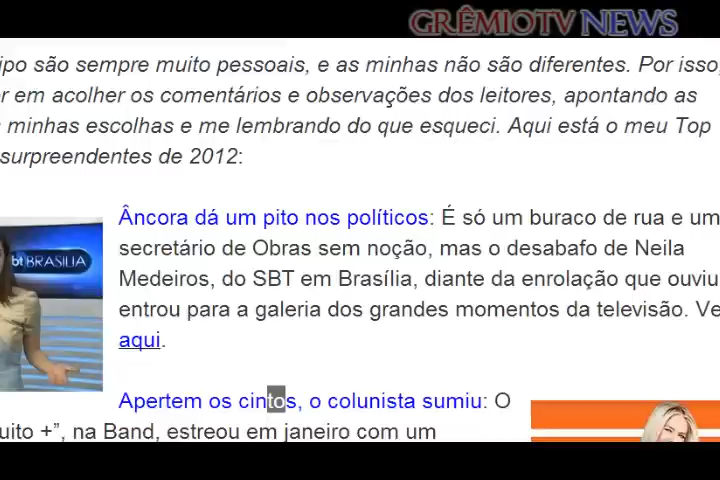 GRÊMIOTV NEWS
ipo são sempre muito pessoais, e as minhas não são diferentes. Por isso,
r em acolher os comentários e observações dos leitores, apontando as
minhas escolhas e me lembrando do que esqueci. Aqui está o meu Top
surpreendentes de 2012:
Âncora dá um pito nos políticos: É só um buraco de rua e um
secretário de Obras sem noção, mas o desabafo de Neila
Medeiros, do SBT em Brasília, diante da enrolação que ouviu
entrou para a galeria dos grandes momentos da televisão. Ve
aqui.
bt BRASILIA
Apertem os cintos, o colunista sumiu: O
uito +”, na Band, estreou em janeiro com um